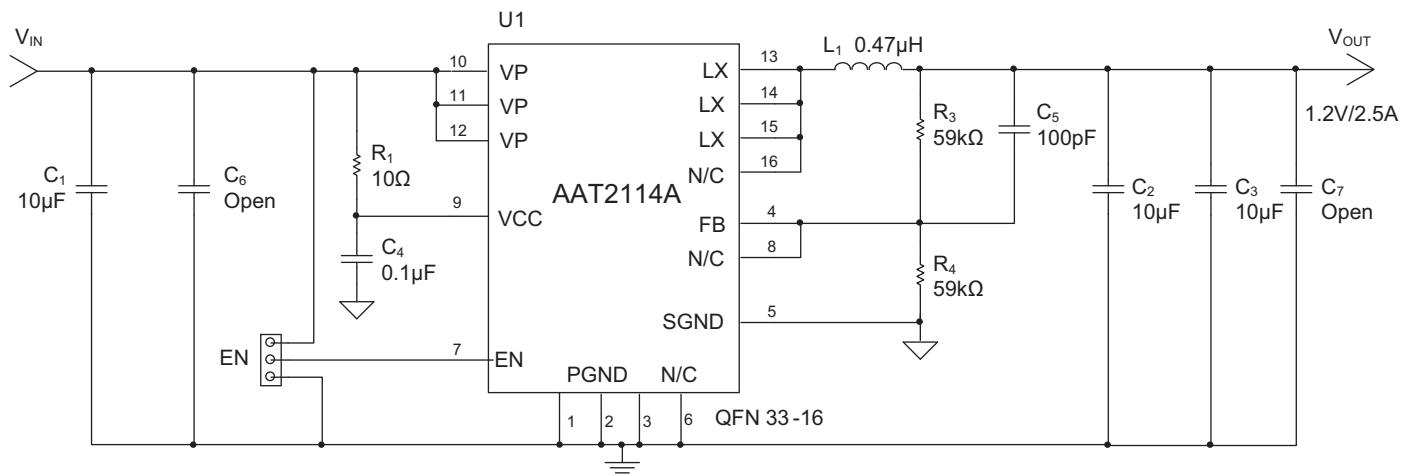 U1
V_IN
L₁ 0.47µH
V_OUT
10
VP
LX
13
11
VP
LX
14
12
VP
LX
15
N/C
16
R₃
59kΩ
C₅
100pF
1.2V/2.5A
C₁
10µF
C₆
Open
R₁
10Ω
AAT2114A
C₂
10µF
C₃
10µF
C₇
Open
9
VCC
FB
4
N/C
8
C₄
0.1µF
R₄
59kΩ
SGND
5
EN
7
EN
PGND
N/C
1
2
3
6
QFN 33-16